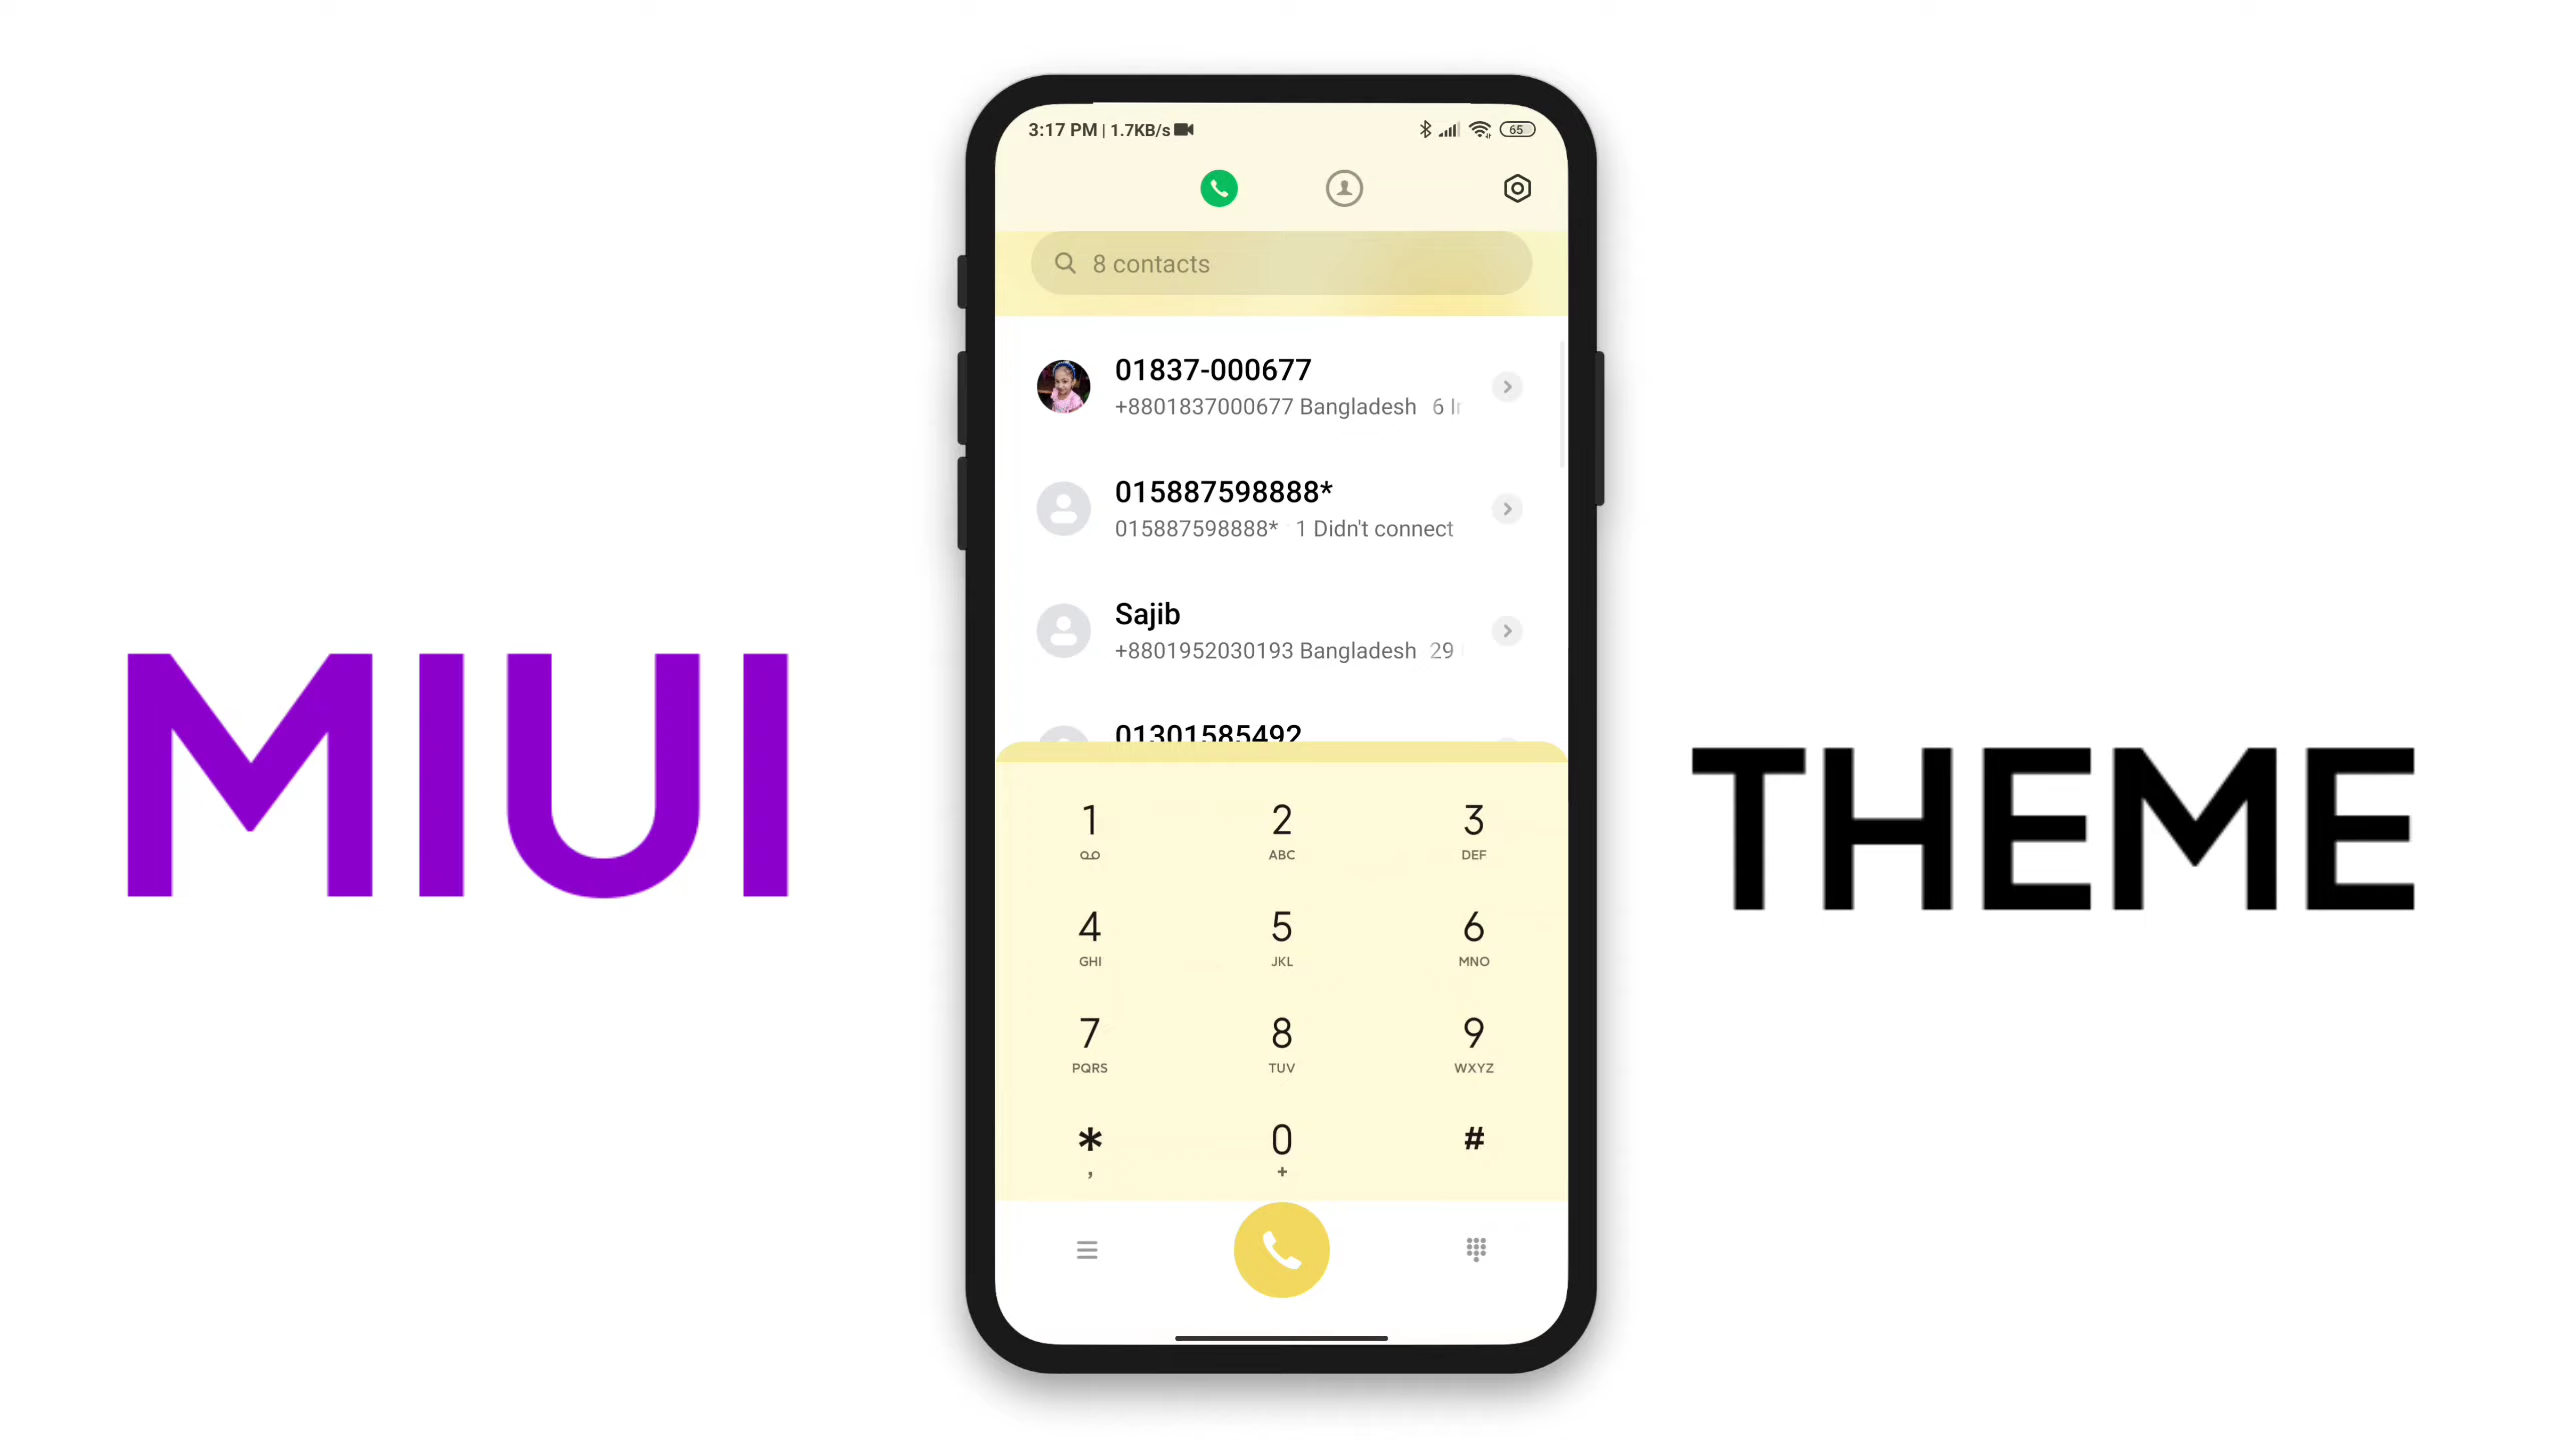 MIUI
3:17 PM | 1.7KB/s
65
8 contacts
01837-000677
+8801837000677 Bangladesh 6
015887598888*
015887598888* 1 Didn't connect
Sajib
+8801952030193 Bangladesh 29
01301585492
1 2 3
ABC DEF
4 5 6
GHI JKL MNO
7 8 9
PQRS TUV WXYZ
* 0 #
, +
THEME